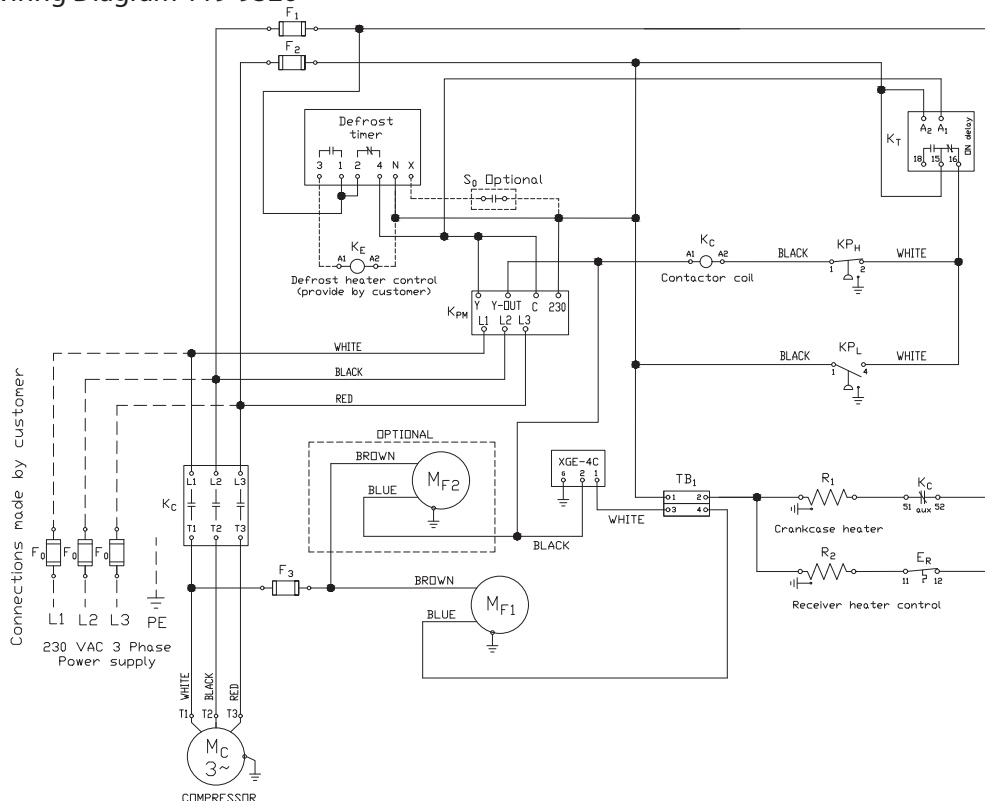 F1
F2
Defrost
timer
3 1 2 4 N X
S0 Optional
A2 A1
KT
ON delay
18 15 16
KE
A1 A2
Defrost heater control
(provide by customer)
KC
A1 A2
Contactor coil
BLACK
KPH
1 2
WHITE
KPM
Y Y-OUT C 230
L1 L2 L3
WHITE
BLACK
RED
BLACK
KPL
1 4
WHITE
Connections made by customer
OPTIONAL
BROWN
BLUE
MF2
XGE-4C
6 2 1
WHITE
BLACK
TB1
1 2
3 4
R1
KC
51 aux 52
Crankcase heater
R2
ER
11 12
Receiver heater control
KC
L1 L2 L3
T1 T2 T3
F0 F0 F0
L1 L2 L3 PE
230 VAC 3 Phase
Power supply
F3
BROWN
BLUE
MF1
WHITE
BLACK
RED
T1 T2 T3
MC
3~
COMPRESSOR